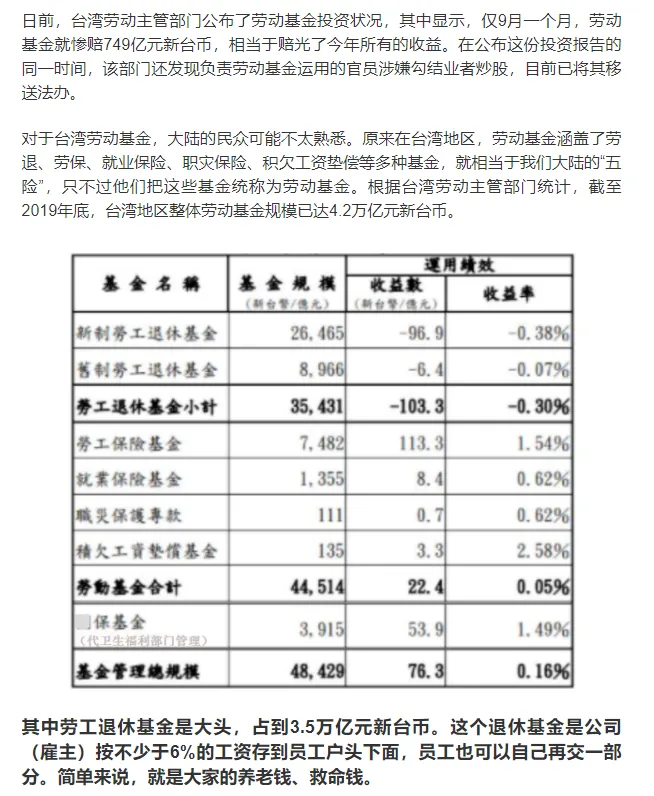 日前，台湾劳动主管部门公布了劳动基金投资状况，其中显示，仅9月一个月，劳动
基金就惨赔749亿元新台币，相当于赔光了今年所有的收益。在公布这份投资报告的
同一时间，该部门还发现负责劳动基金运用的官员涉嫌勾结业者炒股，目前已将其移
送法办。
对于台湾劳动基金，大陆的民众可能不太熟悉。原来在台湾地区，劳动基金涵盖了劳
退、劳保、就业保险、职灾保险、积欠工资垫偿等多种基金，就相当于我们大陆的“五
险”，只不过他们把这些基金统称为劳动基金。根据台湾劳动主管部门统计，截至
2019年底，台湾地区整体劳动基金规模已达4.2万亿元新台币。
基金名稱 基金規模 運用績效
（新台幣/億元） 收益數 收益率
（新台幣/億元）
新制勞工退休基金 26,465 -96.9 -0.38%
舊制勞工退休基金 8,966 -6.4 -0.07%
勞工退休基金小計 35,431 -103.3 -0.30%
勞工保險基金 7,482 113.3 1.54%
就業保險基金 1,355 8.4 0.62%
職災保護專款 111 0.7 0.62%
積欠工資墊償基金 135 3.3 2.58%
勞動基金合計 44,514 22.4 0.05%
保基金 3,915 53.9 1.49%
（代卫生福利部门管理）
基金管理總規模 48,429 76.3 0.16%
其中劳工退休基金是大头，占到3.5万亿元新台币。这个退休基金是公司
（雇主）按不少于6%的工资存到员工户头下面，员工也可以自己再交一部
分。简单来说，就是大家的养老钱、救命钱。